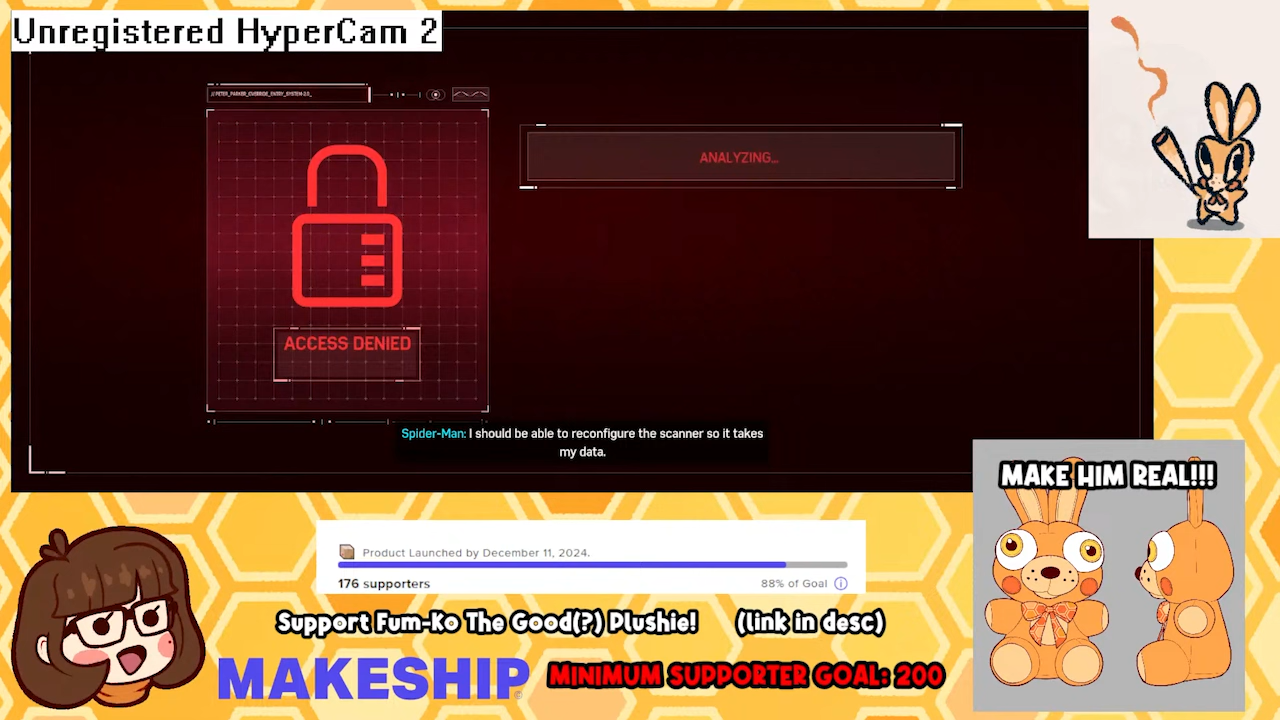 Unregistered HyperCam 2
// PETER_PARKER_OVERRIDE_ENTRY_SYSTEM-2.0_
ANALYZING...
ACCESS DENIED
Spider-Man: I should be able to reconfigure the scanner so it takes
my data.
MAKE HIM REAL!!!
Product Launched by December 11, 2024.
176 supporters
88% of Goal
Support Fum-Ko The Good(?) Plushie! (link in desc)
MAKESHIP
MINIMUM SUPPORTER GOAL: 200